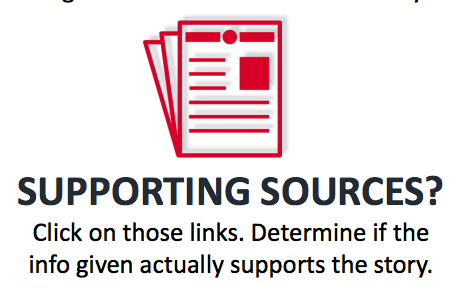 SUPPORTING SOURCES?
Click on those links. Determine if the
info given actually supports the story.